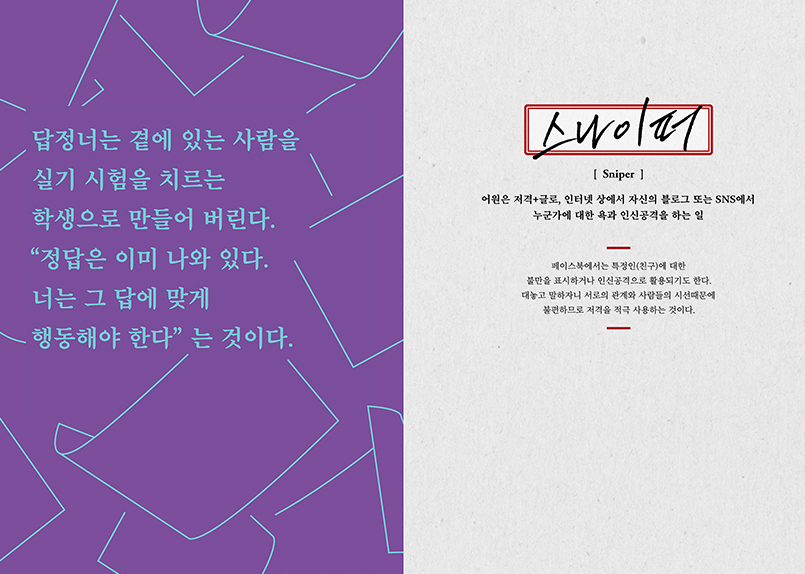 답정너는 곁에 있는 사람을
실기 시험을 치르는
학생으로 만들어 버린다.
“정답은 이미 나와 있다.
너는 그 답에 맞게
행동해야 한다” 는 것이다.
스나이퍼
[ Sniper ]
어원은 저격+글로, 인터넷 상에서 자신의 블로그 또는 SNS에서
누군가에 대한 욕과 인신공격을 하는 일
페이스북에서는 특정인(친구)에 대한
불만을 표시하거나 인신공격으로 활용되기도 한다.
대놓고 말하자니 서로의 관계와 사람들의 시선때문에
불편하므로 저격을 적극 사용하는 것이다.